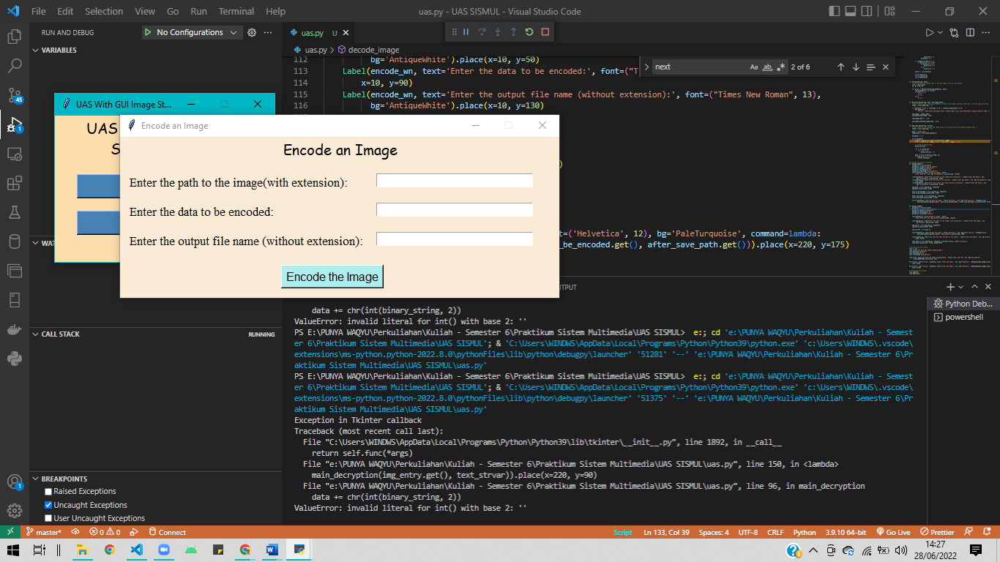 File Edit Selection View Go Run Terminal Help uas.py - UAS SISMUL - Visual Studio Code
RUN AND DEBUG No Configurations uas.py U
VARIABLES
uas.py > decode_image
112 bg='AntiqueWhite').place(x=10, y=50)
113 Label(encode_wn, text='Enter the data to be encoded:', font=("T
114 x=10, y=90)
115 Label(encode_wn, text='Enter the output file name (without extension):', font=("Times New Roman", 13),
116 bg='AntiqueWhite').place(x=10, y=130)
next Aa ab 2 of 6
45
1
UAS With GUI Image St...
UAS
S
Encode an Image
Encode an Image
Enter the path to the image(with extension):
Enter the data to be encoded:
Enter the output file name (without extension):
Encode the Image
)
t=('Helvetica', 12), bg='PaleTurquoise', command=lambda:
_be_encoded.get(), after_save_path.get())).place(x=220, y=175)
WAT
UTPUT
Python Deb...
powershell
data += chr(int(binary_string, 2))
ValueError: invalid literal for int() with base 2: ''
PS E:\PUNYA WAQYU\Perkuliahan\Kuliah - Semester 6\Praktikum Sistem Multimedia\UAS SISMUL> e:; cd 'e:\PUNYA WAQYU\Perkuliahan\Kuliah - Semest
er 6\Praktikum Sistem Multimedia\UAS SISMUL'; & 'C:\Users\WINDWS\AppData\Local\Programs\Python\Python39\python.exe' 'c:\Users\WINDWS\.vscode\
extensions\ms-python.python-2022.8.0\pythonFiles\lib\python\debugpy\launcher' '51281' '--' 'e:\PUNYA WAQYU\Perkuliahan\Kuliah - Semester 6\Pr
aktikum Sistem Multimedia\UAS SISMUL\uas.py'
PS E:\PUNYA WAQYU\Perkuliahan\Kuliah - Semester 6\Praktikum Sistem Multimedia\UAS SISMUL> e:; cd 'e:\PUNYA WAQYU\Perkuliahan\Kuliah - Semest
er 6\Praktikum Sistem Multimedia\UAS SISMUL'; & 'C:\Users\WINDWS\AppData\Local\Programs\Python\Python39\python.exe' 'c:\Users\WINDWS\.vscode\
extensions\ms-python.python-2022.8.0\pythonFiles\lib\python\debugpy\launcher' '51375' '--' 'e:\PUNYA WAQYU\Perkuliahan\Kuliah - Semester 6\Pr
aktikum Sistem Multimedia\UAS SISMUL\uas.py'
Exception in Tkinter callback
Traceback (most recent call last):
File "C:\Users\WINDWS\AppData\Local\Programs\Python\Python39\lib\tkinter\__init__.py", line 1892, in __call__
return self.func(*args)
File "e:\PUNYA WAQYU\Perkuliahan\Kuliah - Semester 6\Praktikum Sistem Multimedia\UAS SISMUL\uas.py", line 150, in <lambda>
main_decryption(img_entry.get(), text_strvar)).place(x=220, y=90)
File "e:\PUNYA WAQYU\Perkuliahan\Kuliah - Semester 6\Praktikum Sistem Multimedia\UAS SISMUL\uas.py", line 96, in main_decryption
data += chr(int(binary_string, 2))
ValueError: invalid literal for int() with base 2: ''
CALL STACK RUNNING
BREAKPOINTS
Raised Exceptions
Uncaught Exceptions
User Uncaught Exceptions
1
master* 0 0 Connect Script Ln 133, Col 39 Spaces: 4 UTF-8 CRLF Python 3.9.10 64-bit Go Live Prettier
14:27
28/06/2022